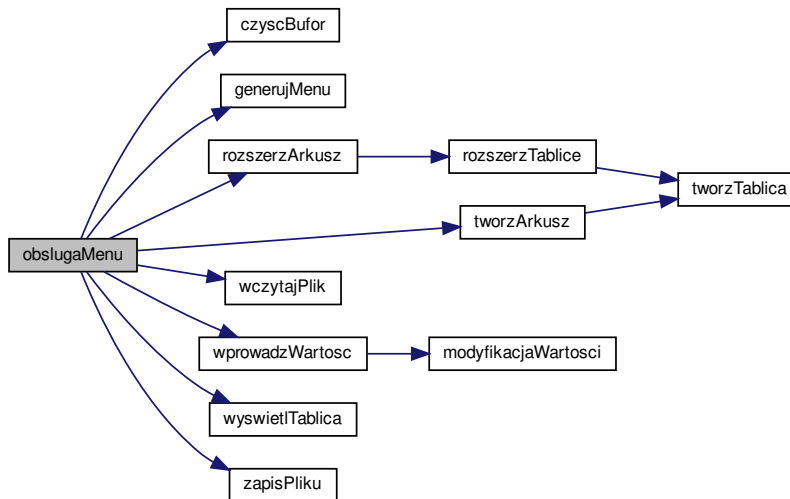 czyscBufor
generujMenu
rozszerzArkusz
rozszerzTablice
tworzTablica
tworzArkusz
obslugaMenu
wczytajPlik
wprowadzWartosc
modyfikacjaWartosci
wyswietlTablica
zapisPliku